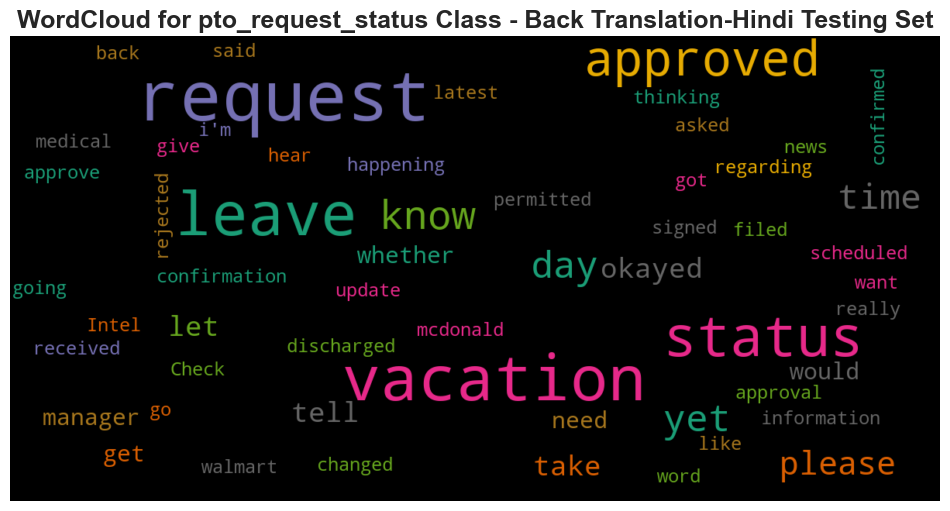 WordCloud for pto_request_status Class - Back Translation-Hindi Testing Set
back
said
approved
request
latest
thinking
confirmed
i'm
asked
medical
give
hear
happening
news
regarding
approve
rejected
got
leave
know
permitted
time
signed
filed
whether
day
okayed
scheduled
going
confirmation
update
want
really
Intel
let
mcdonald
status
received
discharged
Check
vacation
would
approval
manager
go
tell
need
yet
information
like
get
walmart
changed
take
word
please